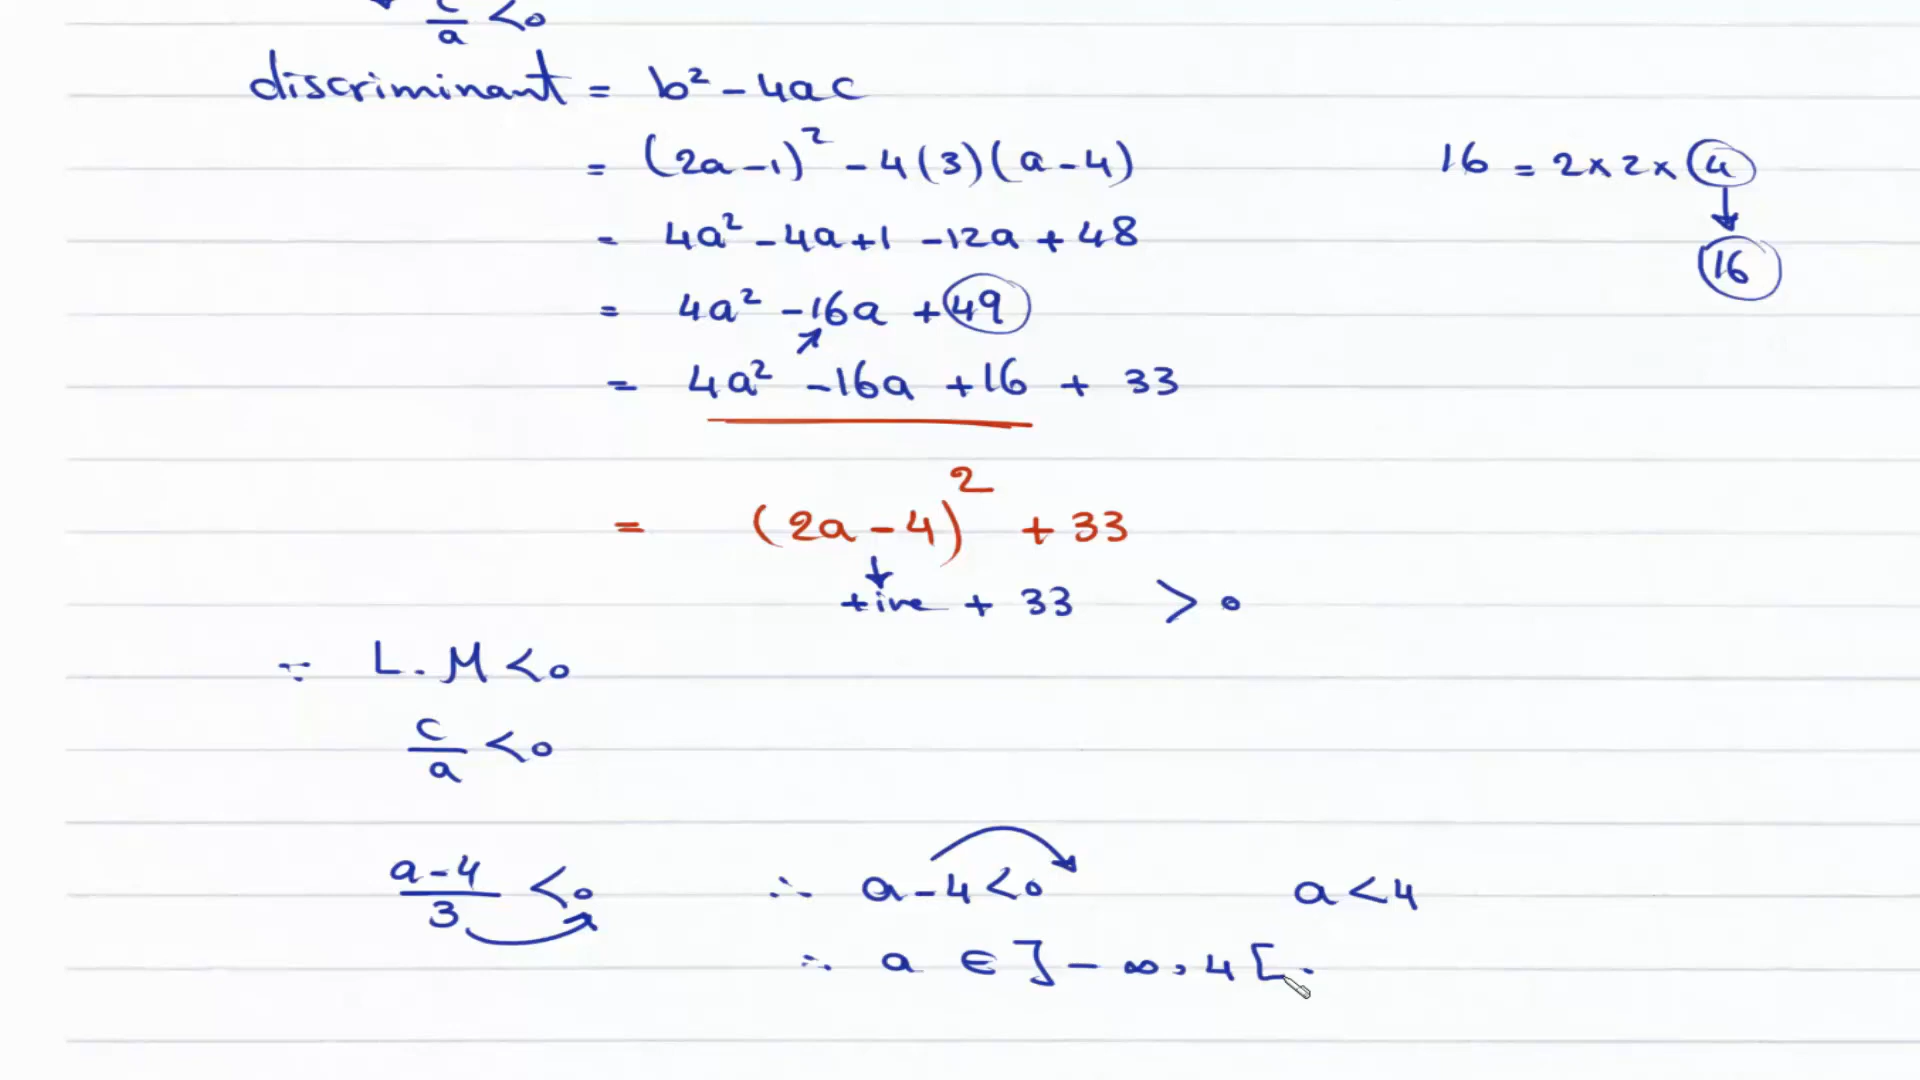 c/a <0
discriminant = b² - 4ac
= (2a-1)² - 4(3)(a-4)
16 = 2×2×4
= 4a² - 4a+1 -12a + 48
16
= 4a² -16a +49
= 4a² -16a +16 + 33
= (2a-4)² + 33
+ive + 33 > 0
∵ L.M<0
c/a <0
(a-4)/3 <0 ∴ a-4<0 a<4
∴ a ∈ ]-∞,4[.